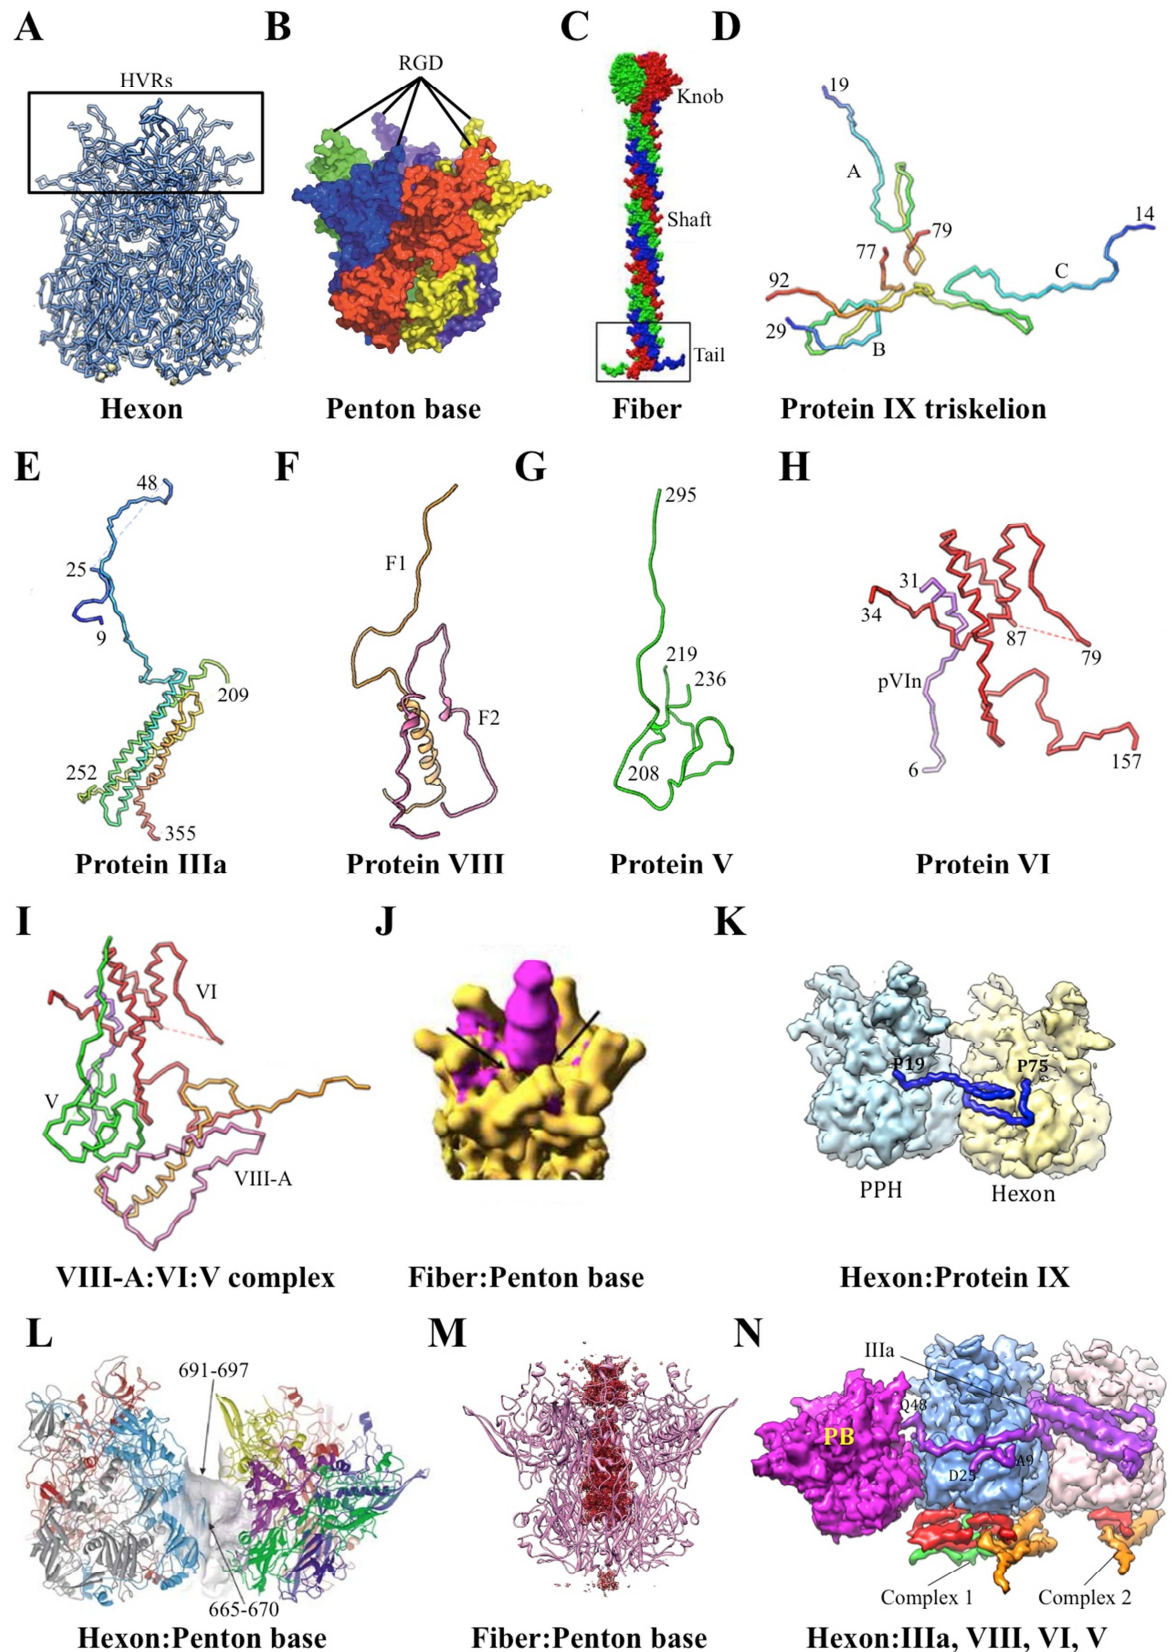 A
HVRs
Hexon
B
RGD
Penton base
C
Knob
Shaft
Tail
Fiber
D
19
A
14
79
77
C
92
29
B
Protein IX triskelion
E
48
25
9
209
252
355
Protein IIIa
F
F1
F2
Protein VIII
G
295
219
236
208
Protein V
H
31
34
87
79
pVIn
6
157
Protein VI
I
VI
V
VIII-A
VIII-A:VI:V complex
J
Fiber:Penton base
K
P19
P75
PPH
Hexon
Hexon:Protein IX
L
691-697
665-670
Hexon:Penton base
M
Fiber:Penton base
N
IIIa
Q48
PB
A9
D25
Complex 1
Complex 2
Hexon:IIIa, VIII, VI, V